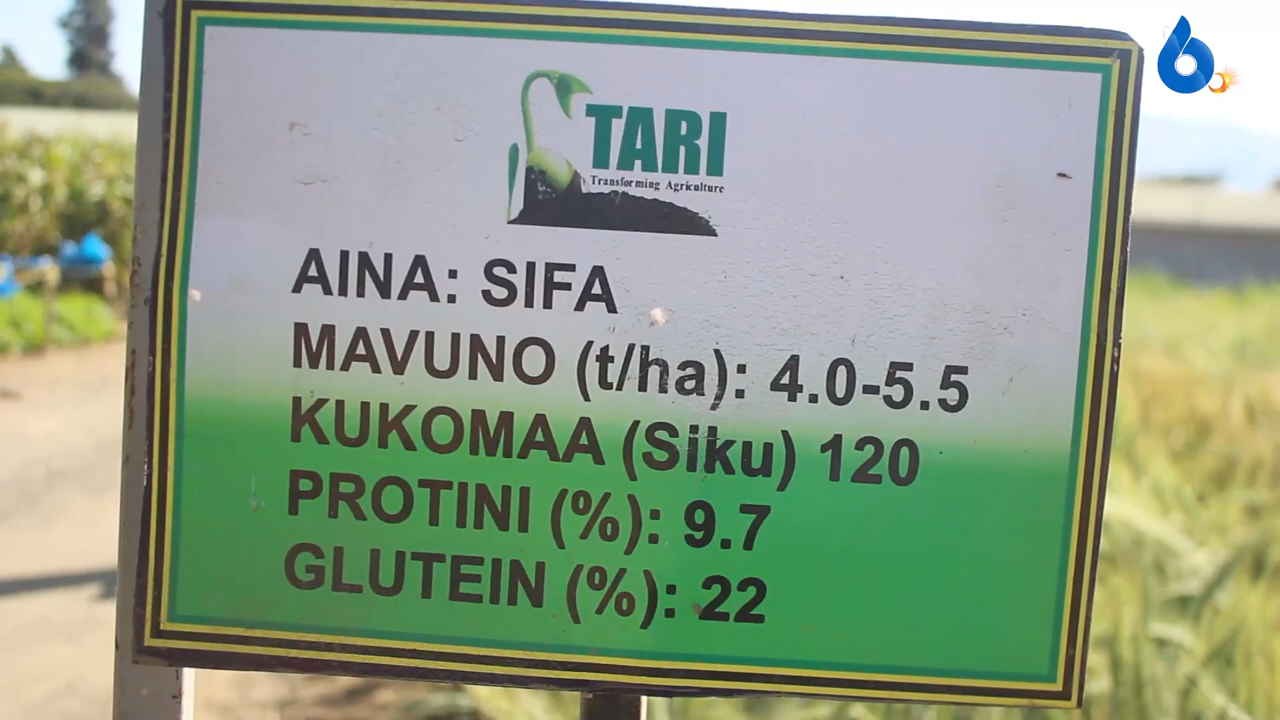 TARI
Transforming Agriculture
AINA: SIFA
MAVUNO (t/ha): 4.0-5.5
KUKOMAA (Siku) 120
PROTINI (%): 9.7
GLUTEIN (%): 22